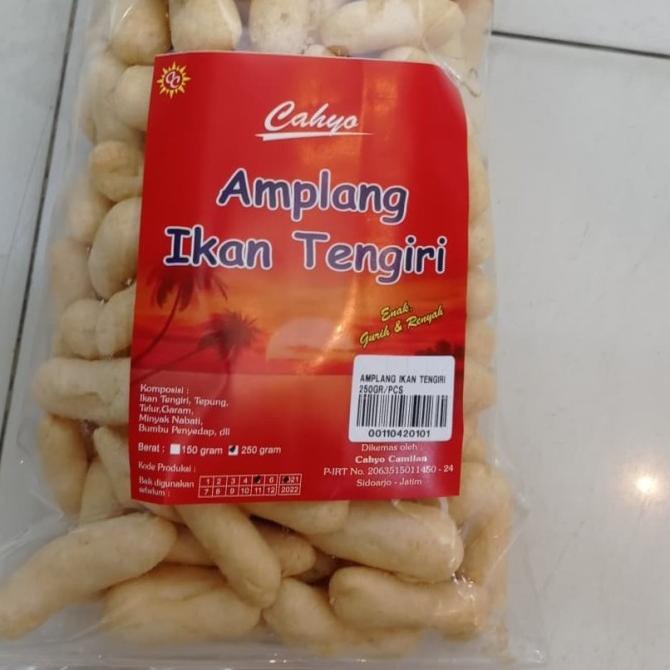 Cahyo
Amplang
Ikan Tengiri
Enak,
Gurih & Renyah
AMPLANG IKAN TENGIRI
250GR/PCS
00110420101
Komposisi :
Ikan Tengiri, Tepung,
Telur,Garam,
Minyak Nabati,
Bumbu Penyedap, dll
Berat : 150 gram 250 gram
Kode Produksi :
Baik digunakan
sebelum :
1 2 3 4 6
7 8 9 10 11 12 2022
Dikemas oleh :
Cahyo Camilan
P-IRT No. 2063515011450 - 24
Sidoarjo - Jatim